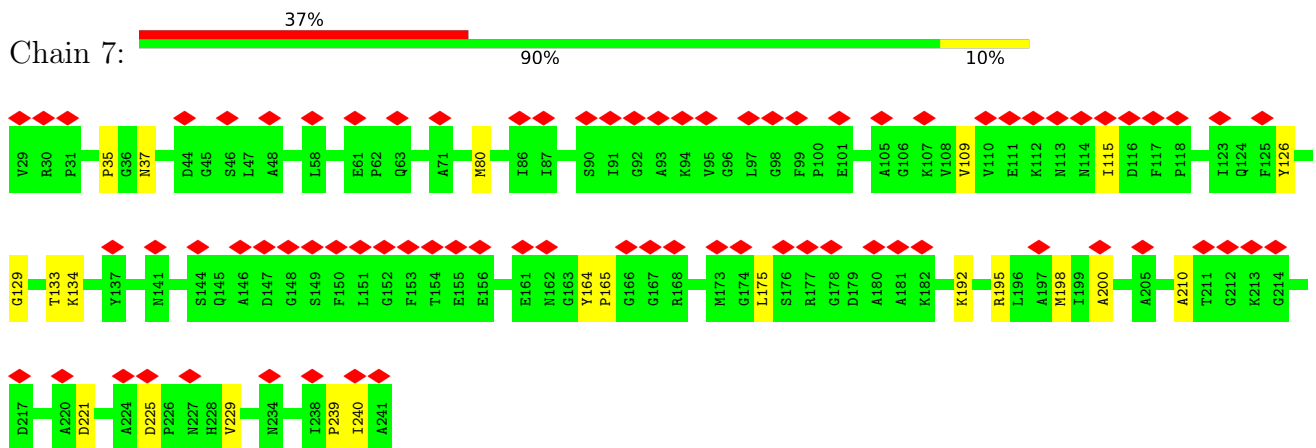 37%
Chain 7:
90% 10%
V29 R30 P31 P35 G36 N37 D44 G45 S46 L47 A48 L58 E61 P62 Q63 A71 M80 I86 I87 S90 I91 G92 A93 K94 V95 G96 L97 G98 F99 P100 E101 A105 G106 K107 V108 V109 V110 E111 K112 N113 N114 I115 D116 F117 P118 I123 Q124 F125 Y126
G129 T133 K134 Y137 N141 S144 Q145 A146 D147 G148 S149 F150 L151 G152 F153 T154 E155 E156 E161 N162 G163 Y164 P165 G166 G167 R168 M173 G174 L175 S176 R177 G178 D179 A180 A181 K182 K192 R195 L196 A197 M198 I199 A200 A205 A210 T211 G212 K213 G214
D217 A220 D221 A224 D225 P226 N227 H228 V229 N234 I238 P239 I240 A241